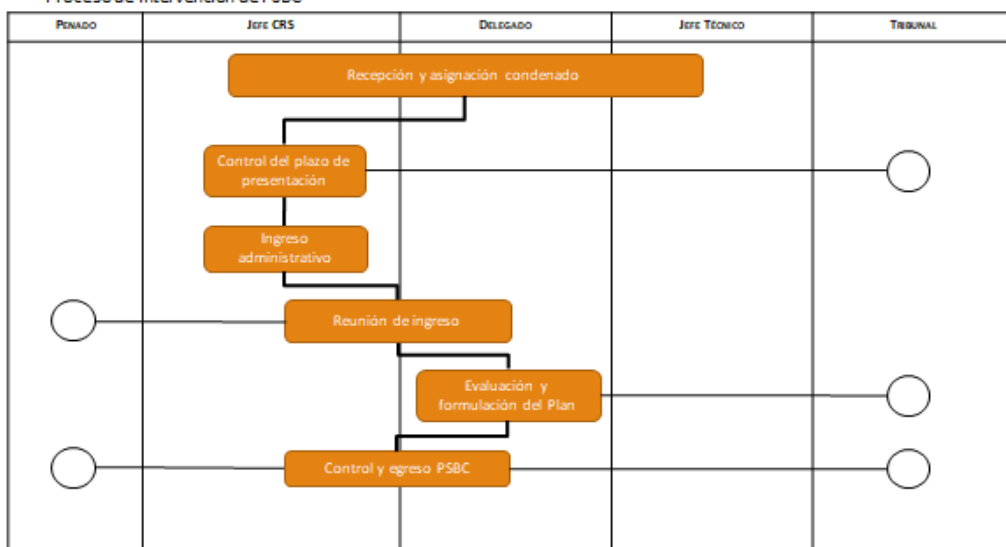 PENADO
JEFE CRS
DELEGADO
JEFE TÉCNICO
TRIBUNAL
Recepción y asignación condenado
Control del plazo de
presentación
Ingreso
administrativo
Reunión de ingreso
Evaluación y
formulación del Plan
Control y egreso PSBC